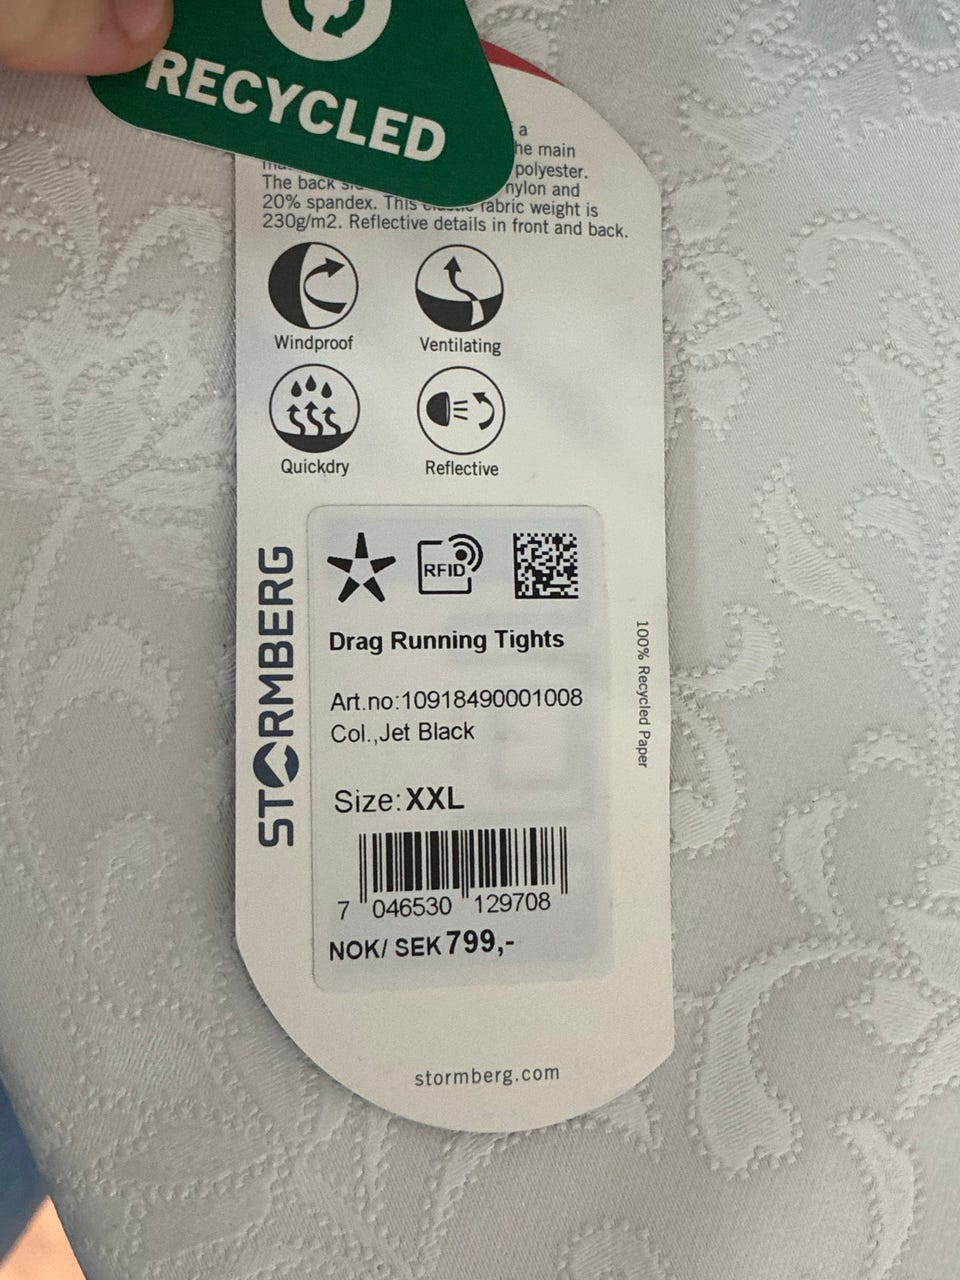 RECYCLED
a
he main
polyester.
The back nylon and
20% spandex. This fabric weight is
230g/m2. Reflective details in front and back.
Windproof
Ventilating
Quickdry
Reflective
STORMBERG
RFID
Drag Running Tights
Art.no:10918490001008
Col.,Jet Black
Size:XXL
7 046530 129708
NOK/ SEK 799,-
100% Recycled Paper
stormberg.com